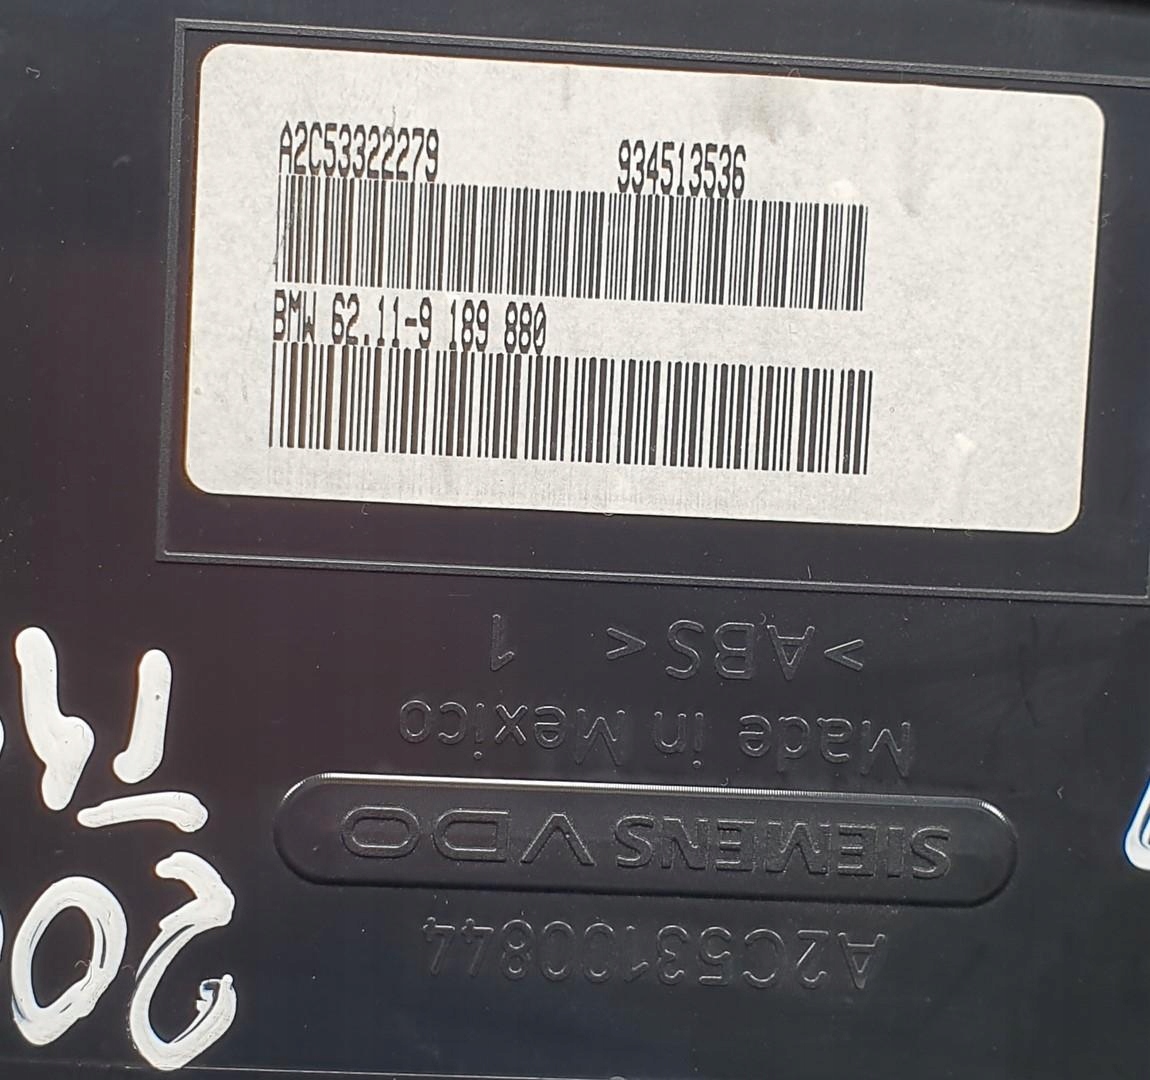 A2C53322279 934513536
BMW 62.11-9 189 880
>ABS< 1
Made in Mexico
SIEMENS VDO
A2C53100844